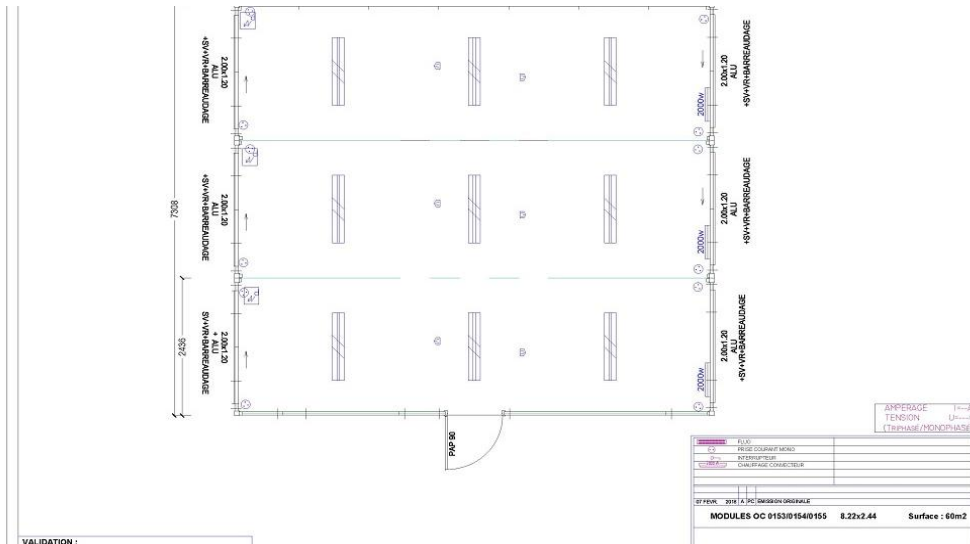 2.00x1.20
ALU
+SV+VR+BARREAUDAGE
2.00x1.20
ALU
+SV+VR+BARREAUDAGE
2000w
7308
2.00x1.20
ALU
+SV+VR+BARREAUDAGE
2.00x1.20
ALU
+SV+VR+BARREAUDAGE
2000w
2436
2.00x1.20
+ ALU
SV+VR+BARREAUDAGE
2.00x1.20
ALU
+SV+VR+BARREAUDAGE
2000w
PAP 90
AMPERAGE
TENSION
(TRIPHASE/MONOPHASE
FLUO
PRISE COURANT MONO
INTERRUPTEUR
CHAUFFAGE CONVECTEUR
07 FEVR. 2018 A PC EMISSION ORIGINALE
MODULES OC 0153/0154/0155 8.22x2.44 Surface : 60m2
VALIDATION :